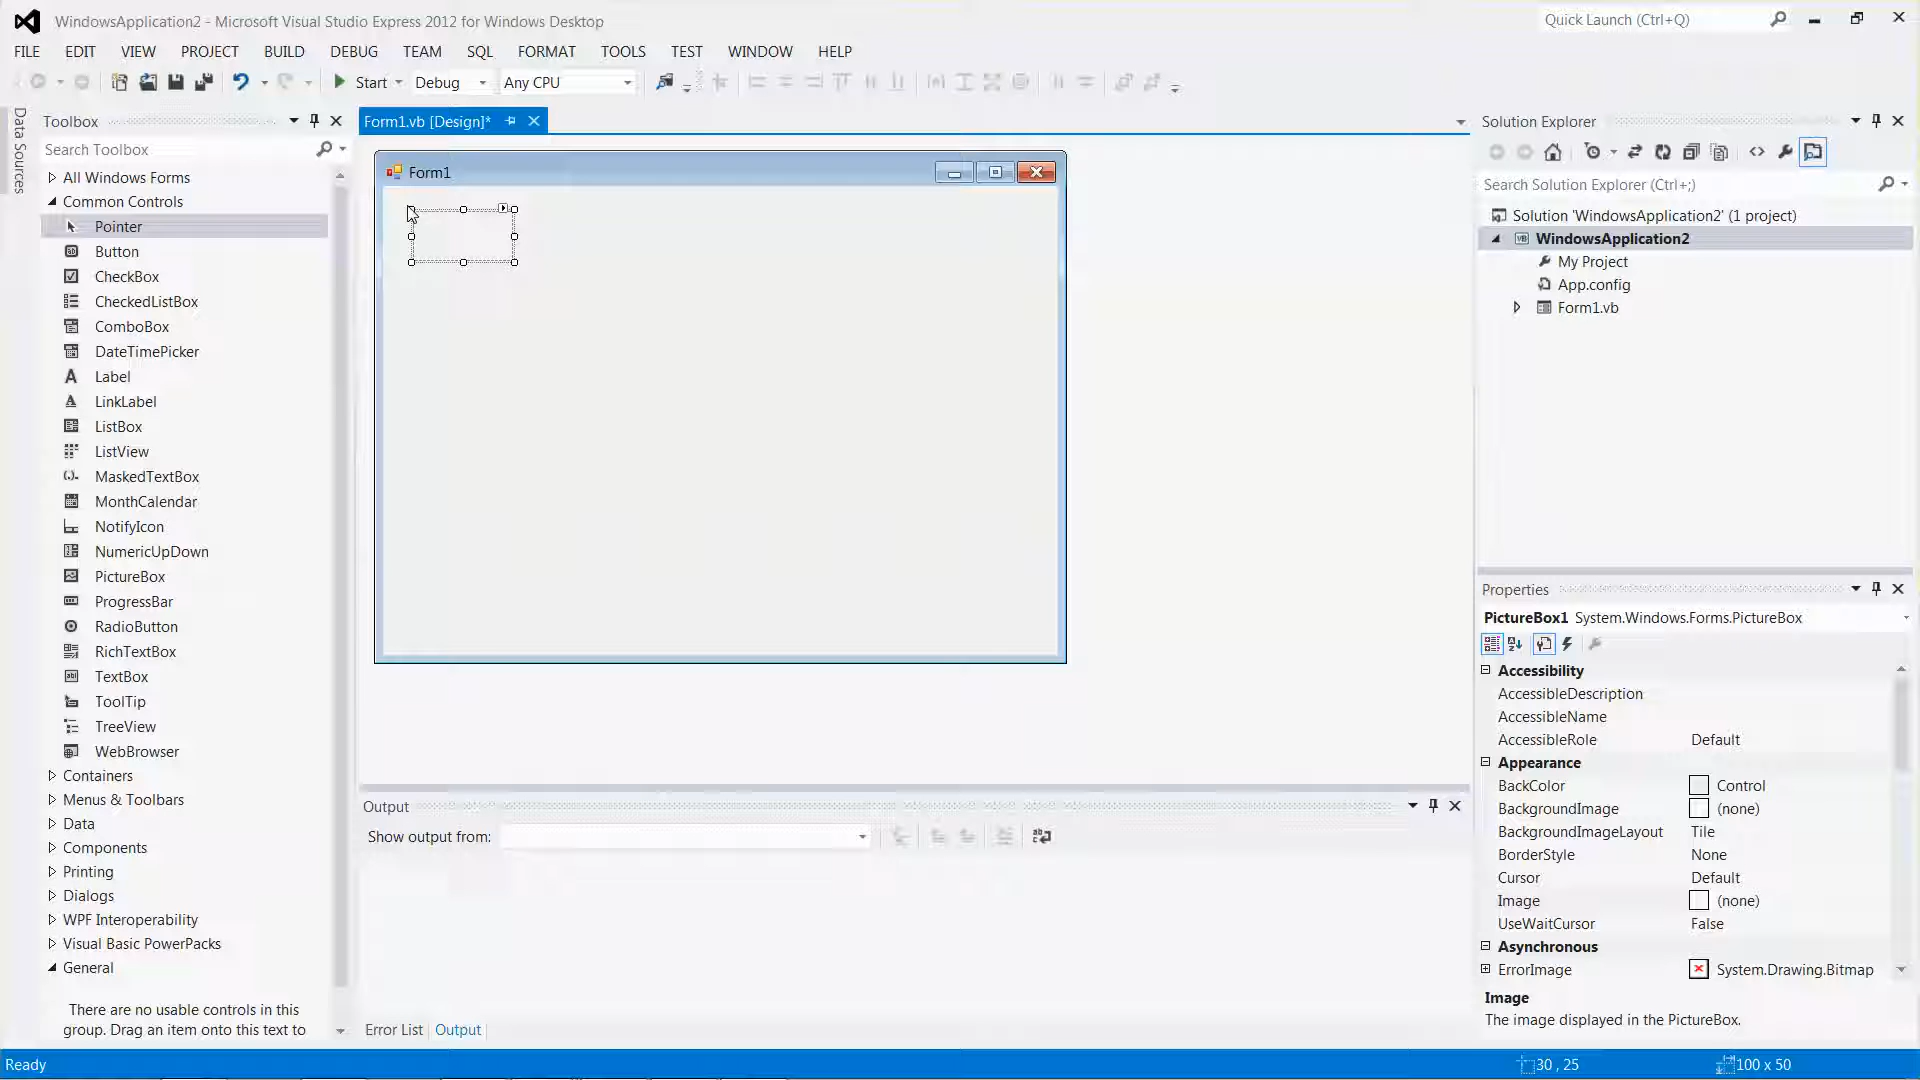 WindowsApplication2 - Microsoft Visual Studio Express 2012 for Windows Desktop
Quick Launch (Ctrl+Q)
FILE EDIT VIEW PROJECT BUILD DEBUG TEAM SQL FORMAT TOOLS TEST WINDOW HELP
Start Debug Any CPU
Data Sources
Toolbox
Search Toolbox
All Windows Forms
Common Controls
Pointer
Button
CheckBox
CheckedListBox
ComboBox
DateTimePicker
Label
LinkLabel
ListBox
ListView
MaskedTextBox
MonthCalendar
NotifyIcon
NumericUpDown
PictureBox
ProgressBar
RadioButton
RichTextBox
TextBox
ToolTip
TreeView
WebBrowser
Containers
Menus & Toolbars
Data
Components
Printing
Dialogs
WPF Interoperability
Visual Basic PowerPacks
General
There are no usable controls in this
group. Drag an item onto this text to
Form1.vb [Design]*
Form1
Output
Show output from:
Error List Output
Solution Explorer
Search Solution Explorer (Ctrl+;)
Solution 'WindowsApplication2' (1 project)
WindowsApplication2
My Project
App.config
Form1.vb
Properties
PictureBox1 System.Windows.Forms.PictureBox
Accessibility
AccessibleDescription
AccessibleName
AccessibleRole Default
Appearance
BackColor Control
BackgroundImage (none)
BackgroundImageLayout Tile
BorderStyle None
Cursor Default
Image (none)
UseWaitCursor False
Asynchronous
ErrorImage System.Drawing.Bitmap
Image
The image displayed in the PictureBox.
Ready
30 , 25
100 x 50